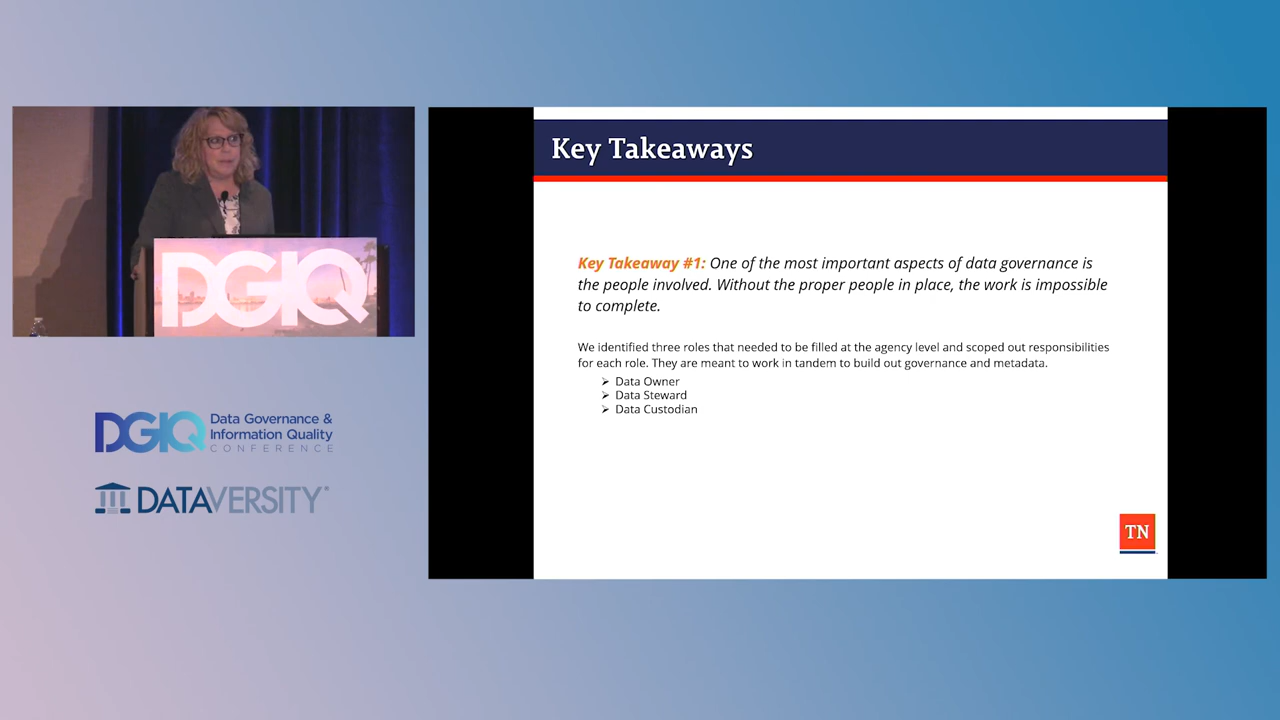 DGIQ
DGIQ
Data Governance &
Information Quality
CONFERENCE
DATAVERSITY
Key Takeaways
Key Takeaway #1: One of the most important aspects of data governance is
the people involved. Without the proper people in place, the work is impossible
to complete.
We identified three roles that needed to be filled at the agency level and scoped out responsibilities
for each role. They are meant to work in tandem to build out governance and metadata.
➢ Data Owner
➢ Data Steward
➢ Data Custodian
TN